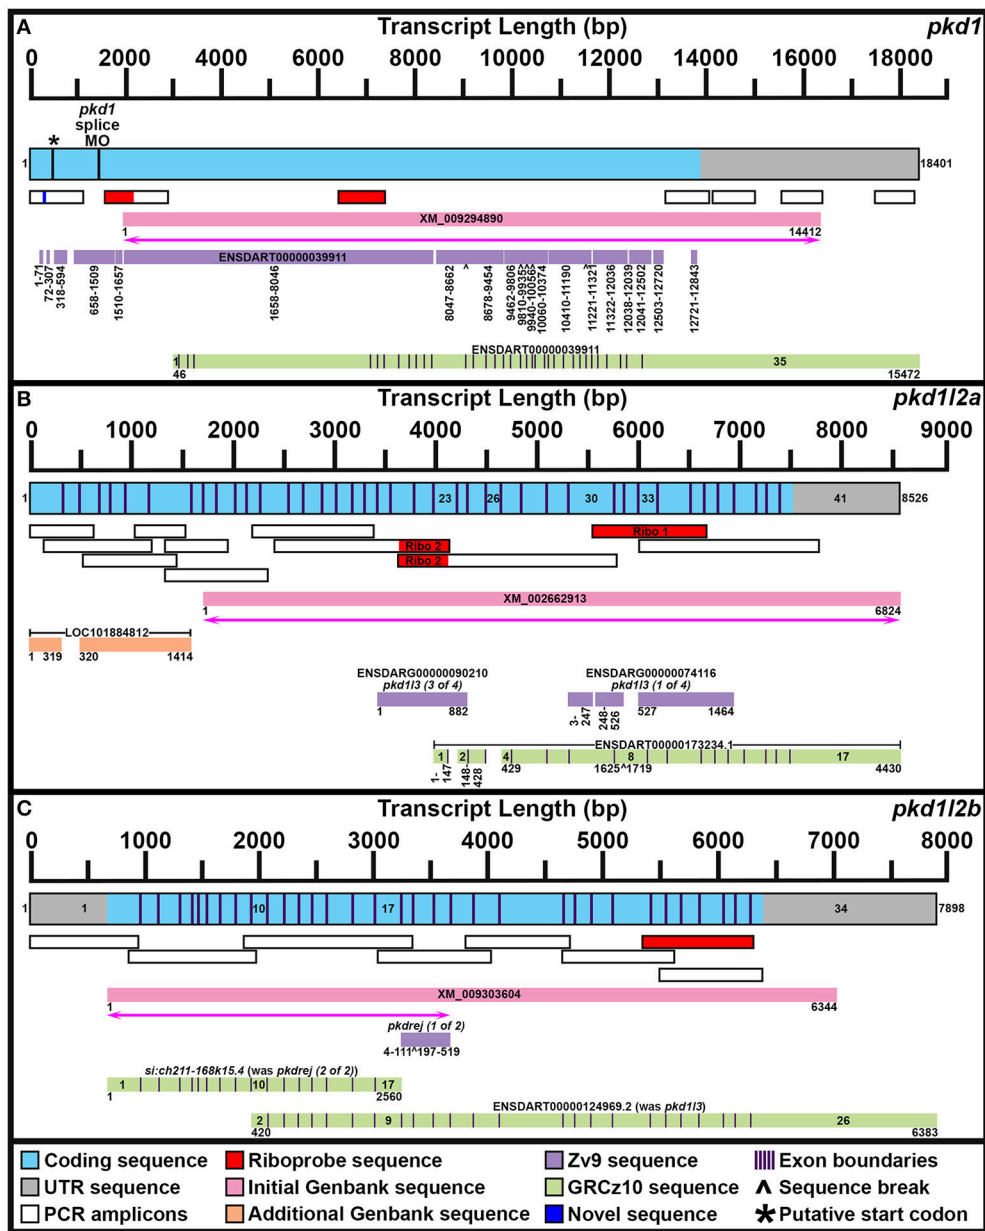 A
Transcript Length (bp)
pkd1
0 2000 4000 6000 8000 10000 12000 14000 16000 18000
pkd1
splice
MO
*
1
18401
XM_009294890
1
14412
ENSDART00000039911
1-71
72-307
318-594
658-1509
1510-1657
1658-8046
8047-8662
^
8678-9454
9462-9806
9810-9935^
9940-10056^
10060-10374
10410-11190
^
11221-11321
11322-12036
12038-12039
12041-12502
12503-12720
12721-12843
ENSDART00000039911
1
35
46
15472
B
Transcript Length (bp)
pkd1l2a
0 1000 2000 3000 4000 5000 6000 7000 8000 9000
1
23 26 30 33 41
8526
Ribo 1
Ribo 2
Ribo 2
XM_002662913
1
6824
LOC101884812
1 319 320 1414
ENSDARG00000090210
pkd1l3 (3 of 4)
1 882
ENSDARG00000074116
pkd1l3 (1 of 4)
3-247
248-526
527 1464
ENSDART00000173234.1
1 2 4 8 17
1-147
148-428
429 1625^1719 4430
C
Transcript Length (bp)
pkd1l2b
0 1000 2000 3000 4000 5000 6000 7000 8000
1
1 10 17 34
7898
XM_009303604
1
6344
pkdrej (1 of 2)
4-111^197-519
si:ch211-168k15.4 (was pkdrej (2 of 2))
1 10 17
1 2560
ENSDART00000124969.2 (was pkd1l3)
2 9 26
420 6383
Coding sequence
Riboprobe sequence
Zv9 sequence
Exon boundaries
UTR sequence
Initial Genbank sequence
GRCz10 sequence
^ Sequence break
PCR amplicons
Additional Genbank sequence
Novel sequence
* Putative start codon